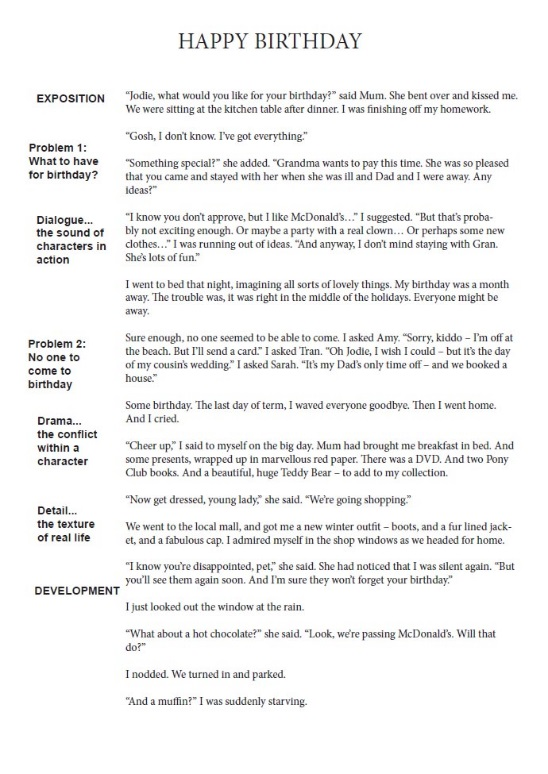 HAPPY BIRTHDAY
EXPOSITION
“Jodie, what would you like for your birthday?” said Mum. She bent over and kissed me.
We were sitting at the kitchen table after dinner. I was finishing off my homework.
“Gosh, I don’t know. I’ve got everything.”
Problem 1:
What to have
for birthday?
“Something special?” she added. “Grandma wants to pay this time. She was so pleased
that you came and stayed with her when she was ill and Dad and I were away. Any
ideas?”
Dialogue...
the sound of
characters in
action
“I know you don’t approve, but I like McDonald’s…” I suggested. “But that’s proba-
bly not exciting enough. Or maybe a party with a real clown… Or perhaps some new
clothes…” I was running out of ideas. “And anyway, I don’t mind staying with Gran.
She’s lots of fun.”
I went to bed that night, imagining all sorts of lovely things. My birthday was a month
away. The trouble was, it was right in the middle of the holidays. Everyone might be
away.
Problem 2:
No one to
come to
birthday
Sure enough, no one seemed to be able to come. I asked Amy. “Sorry, kiddo – I’m off at
the beach. But I’ll send a card.” I asked Tran. “Oh Jodie, I wish I could – but it’s the day
of my cousin’s wedding.” I asked Sarah. “It’s my Dad’s only time off – and we booked a
house.”
Some birthday. The last day of term, I waved everyone goodbye. Then I went home.
And I cried.
Drama...
the conflict
within a
character
“Cheer up,” I said to myself on the big day. Mum had brought me breakfast in bed. And
some presents, wrapped up in marvellous red paper. There was a DVD. And two Pony
Club books. And a beautiful, huge Teddy Bear – to add to my collection.
“Now get dressed, young lady,” she said. “We’re going shopping.”
Detail...
the texture
of real life
We went to the local mall, and got me a new winter outfit – boots, and a fur lined jack-
et, and a fabulous cap. I admired myself in the shop windows as we headed for home.
“I know you’re disappointed, pet,” she said. She had noticed that I was silent again. “But
you’ll see them again soon. And I’m sure they won’t forget your birthday.”
DEVELOPMENT
I just looked out the window at the rain.
“What about a hot chocolate?” she said. “Look, we’re passing McDonald’s. Will that
do?”
I nodded. We turned in and parked.
“And a muffin?” I was suddenly starving.